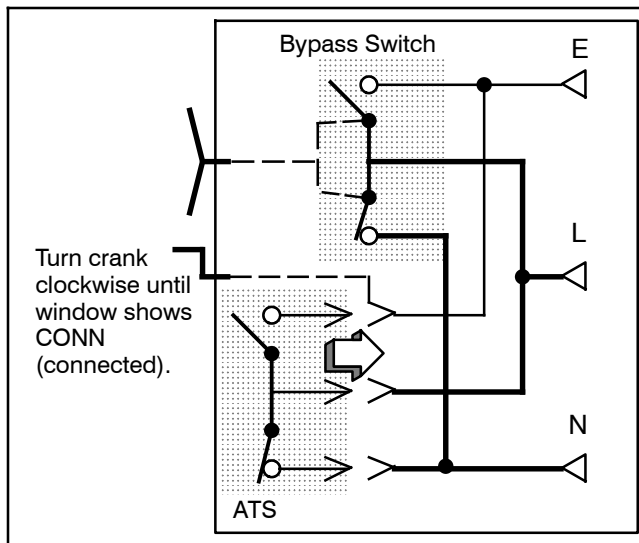 Bypass Switch
E
L
Turn crank
clockwise until
window shows
CONN
(connected).
N
ATS